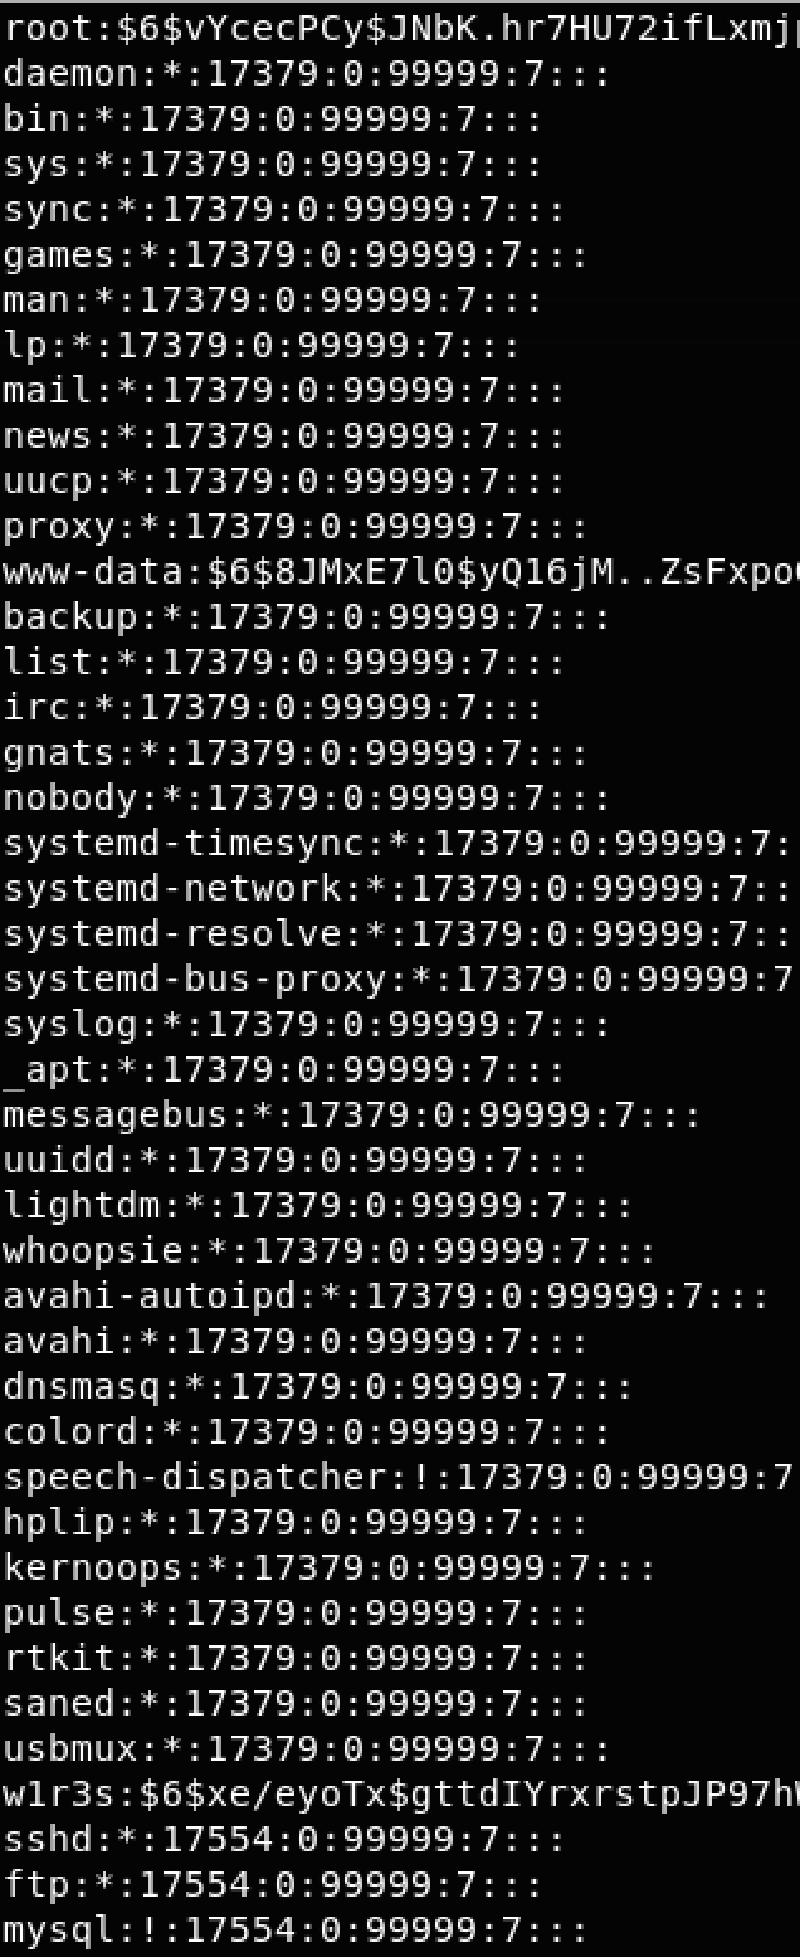 root:$6$vYcecPCy$JNbK.hr7HU72ifLxmjp
daemon:*:17379:0:99999:7:::
bin:*:17379:0:99999:7:::
sys:*:17379:0:99999:7:::
sync:*:17379:0:99999:7:::
games:*:17379:0:99999:7:::
man:*:17379:0:99999:7:::
lp:*:17379:0:99999:7:::
mail:*:17379:0:99999:7:::
news:*:17379:0:99999:7:::
uucp:*:17379:0:99999:7:::
proxy:*:17379:0:99999:7:::
www-data:$6$8JMxE7l0$yQ16jM..ZsFxpo
backup:*:17379:0:99999:7:::
list:*:17379:0:99999:7:::
irc:*:17379:0:99999:7:::
gnats:*:17379:0:99999:7:::
nobody:*:17379:0:99999:7:::
systemd-timesync:*:17379:0:99999:7:
systemd-network:*:17379:0:99999:7::
systemd-resolve:*:17379:0:99999:7::
systemd-bus-proxy:*:17379:0:99999:7
syslog:*:17379:0:99999:7:::
_apt:*:17379:0:99999:7:::
messagebus:*:17379:0:99999:7:::
uuidd:*:17379:0:99999:7:::
lightdm:*:17379:0:99999:7:::
whoopsie:*:17379:0:99999:7:::
avahi-autoipd:*:17379:0:99999:7:::
avahi:*:17379:0:99999:7:::
dnsmasq:*:17379:0:99999:7:::
colord:*:17379:0:99999:7:::
speech-dispatcher:!:17379:0:99999:7
hplip:*:17379:0:99999:7:::
kernoops:*:17379:0:99999:7:::
pulse:*:17379:0:99999:7:::
rtkit:*:17379:0:99999:7:::
saned:*:17379:0:99999:7:::
usbmux:*:17379:0:99999:7:::
w1r3s:$6$xe/eyoTx$gttdIYrxrstpJP97h
sshd:*:17554:0:99999:7:::
ftp:*:17554:0:99999:7:::
mysql:!:17554:0:99999:7:::